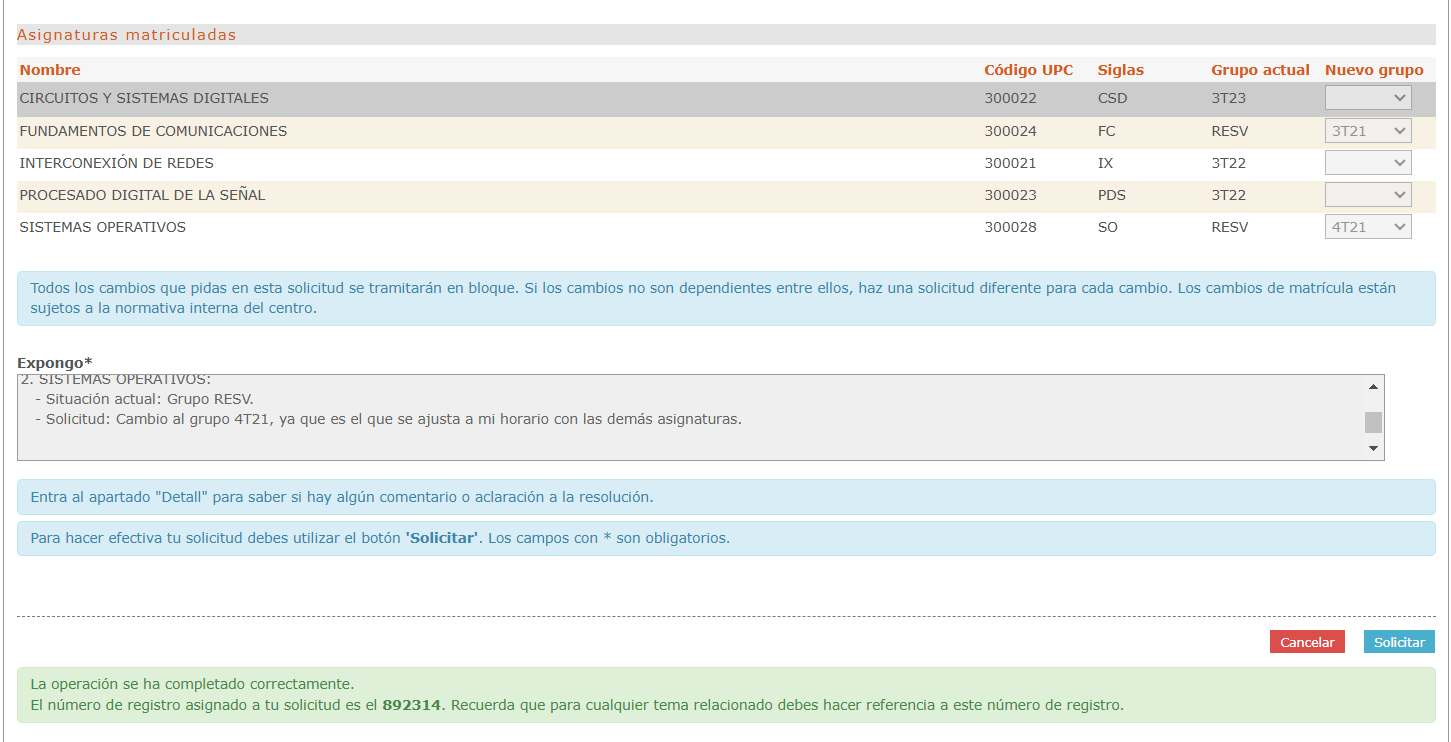 Asignaturas matriculadas
Nombre Código UPC Siglas Grupo actual Nuevo grupo
CIRCUITOS Y SISTEMAS DIGITALES 300022 CSD 3T23
FUNDAMENTOS DE COMUNICACIONES 300024 FC RESV 3T21
INTERCONEXIÓN DE REDES 300021 IX 3T22
PROCESADO DIGITAL DE LA SEÑAL 300023 PDS 3T22
SISTEMAS OPERATIVOS 300028 SO RESV 4T21
Todos los cambios que pidas en esta solicitud se tramitarán en bloque. Si los cambios no son dependientes entre ellos, haz una solicitud diferente para cada cambio. Los cambios de matrícula están
sujetos a la normativa interna del centro.
Expongo*
2. SISTEMAS OPERATIVOS:
- Situación actual: Grupo RESV.
- Solicitud: Cambio al grupo 4T21, ya que es el que se ajusta a mi horario con las demás asignaturas.
Entra al apartado "Detall" para saber si hay algún comentario o aclaración a la resolución.
Para hacer efectiva tu solicitud debes utilizar el botón 'Solicitar'. Los campos con * son obligatorios.
Cancelar Solicitar
La operación se ha completado correctamente.
El número de registro asignado a tu solicitud es el 892314. Recuerda que para cualquier tema relacionado debes hacer referencia a este número de registro.